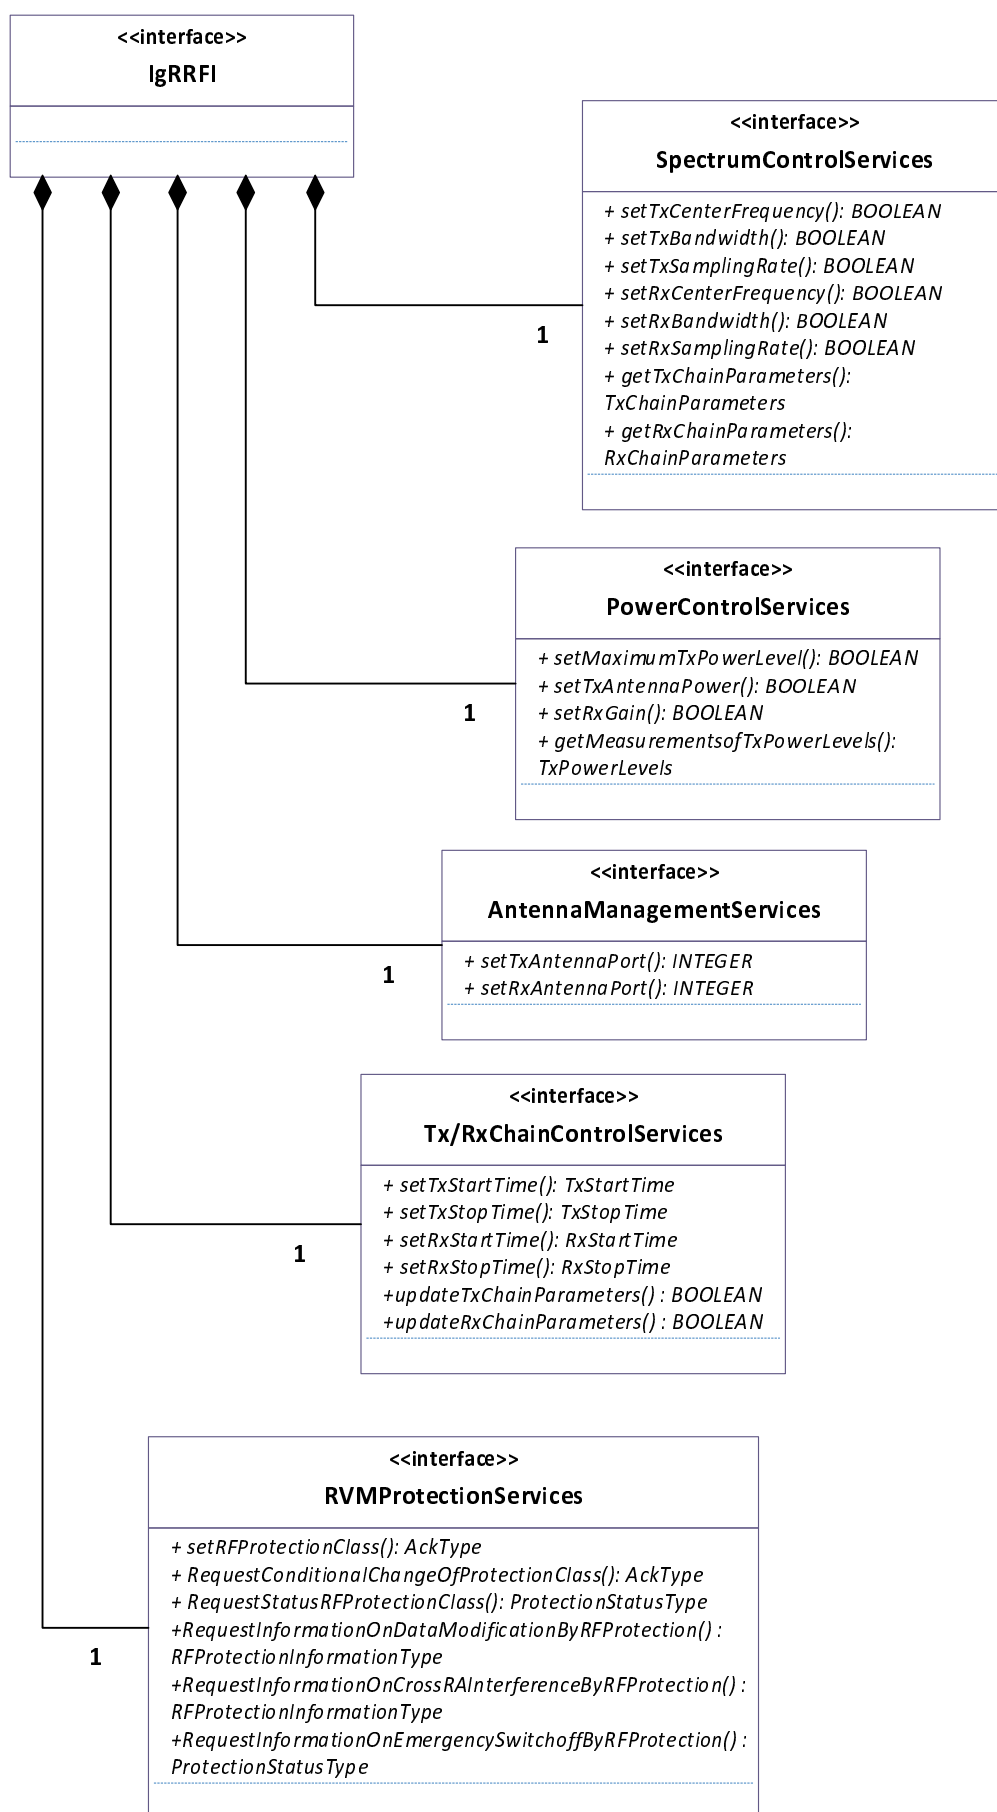 <<interface>>
IgRRFI
<<interface>>
SpectrumControlServices
+ setTxCenterFrequency(): BOOLEAN
+ setTxBandwidth(): BOOLEAN
+ setTxSamplingRate(): BOOLEAN
+ setRxCenterFrequency(): BOOLEAN
+ setRxBandwidth(): BOOLEAN
+ setRxSamplingRate(): BOOLEAN
+ getTxChainParameters():
TxChainParameters
+ getRxChainParameters():
RxChainParameters
1
<<interface>>
PowerControlServices
+ setMaximumTxPowerLevel(): BOOLEAN
+ setTxAntennaPower(): BOOLEAN
+ setRxGain(): BOOLEAN
+ getMeasurementsofTxPowerLevels():
TxPowerLevels
1
<<interface>>
AntennaManagementServices
+ setTxAntennaPort(): INTEGER
+ setRxAntennaPort(): INTEGER
1
<<interface>>
Tx/RxChainControlServices
+ setTxStartTime(): TxStartTime
+ setTxStopTime(): TxStopTime
+ setRxStartTime(): RxStartTime
+ setRxStopTime(): RxStopTime
+updateTxChainParameters() : BOOLEAN
+updateRxChainParameters() : BOOLEAN
1
<<interface>>
RVMProtectionServices
+ setRFProtectionClass(): AckType
+ RequestConditionalChangeOfProtectionClass(): AckType
+ RequestStatusRFProtectionClass(): ProtectionStatusType
+RequestInformationOnDataModificationByRFProtection() :
RFProtectionInformationType
+RequestInformationOnCrossRAInterferenceByRFProtection() :
RFProtectionInformationType
+RequestInformationOnEmergencySwitchoffByRFProtection() :
ProtectionStatusType
1